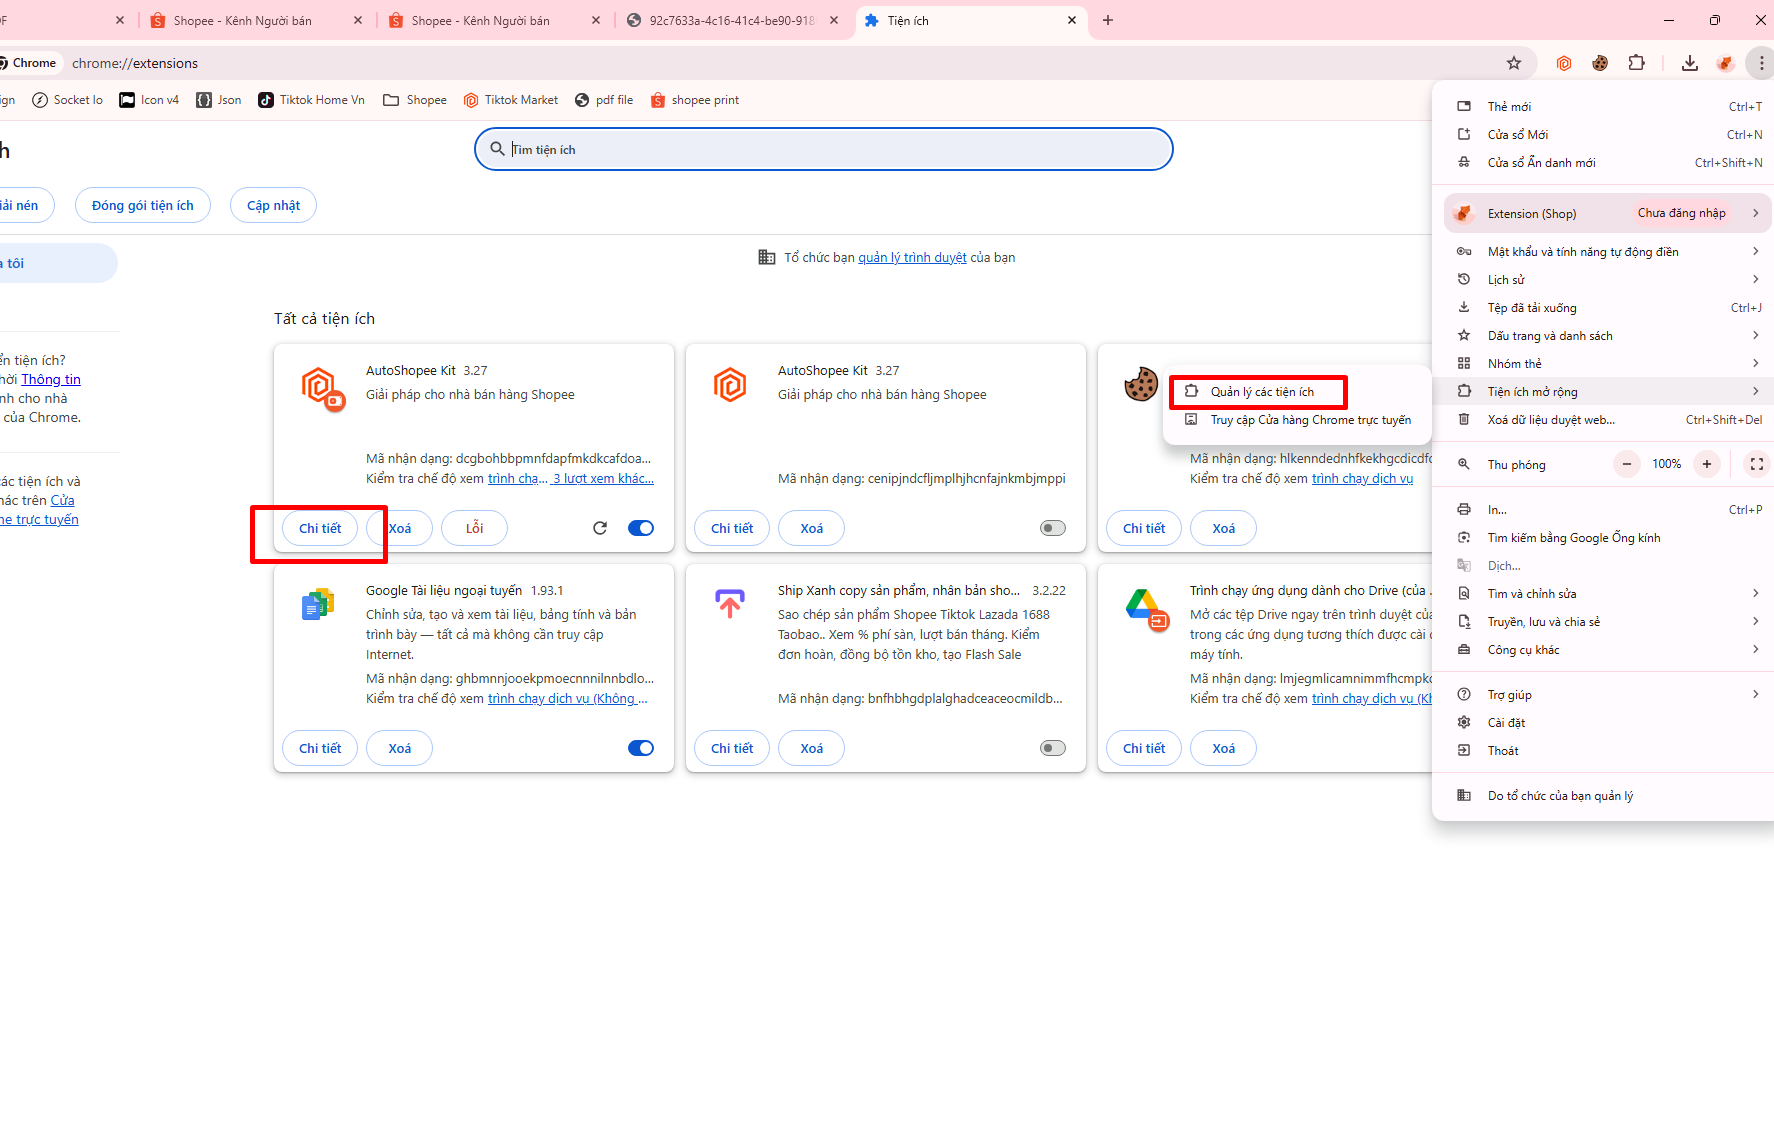 Shopee - Kênh Người bán
Shopee - Kênh Người bán
92c7633a-4c16-41c4-be90-918
Tiện ích
Chrome
chrome://extensions
ign
Socket Io
Icon v4
Json
Tiktok Home Vn
Shopee
Tiktok Market
pdf file
shopee print
h
Tìm tiện ích
iải nén
Đóng gói tiện ích
Cập nhật
a tôi
Tổ chức bạn quản lý trình duyệt của bạn
ển tiện ích?
hời Thông tin
nh cho nhà
của Chrome.
các tiện ích và
hác trên Cửa
me trực tuyến
Tất cả tiện ích
AutoShopee Kit 3.27
Giải pháp cho nhà bán hàng Shopee
Mã nhận dạng: dcgbohbbpmnfdapfmkdkcafdoa...
Kiểm tra chế độ xem trình chạ... 3 lượt xem khác...
Chi tiết
Xoá
Lỗi
AutoShopee Kit 3.27
Giải pháp cho nhà bán hàng Shopee
Mã nhận dạng: cenipjndcfljmplhjhcnfajnkmbjmppi
Chi tiết
Xoá
Mã nhận dạng: hlkenndednhfkekhgcdicdfd
Kiểm tra chế độ xem trình chạy dịch vụ
Chi tiết
Xoá
Google Tài liệu ngoại tuyến 1.93.1
Chỉnh sửa, tạo và xem tài liệu, bảng tính và bản
trình bày — tất cả mà không cần truy cập
Internet.
Mã nhận dạng: ghbmnnjooekpmoecnnnilnnbdlo...
Kiểm tra chế độ xem trình chạy dịch vụ (Không ...
Chi tiết
Xoá
Ship Xanh copy sản phẩm, nhân bản sho... 3.2.22
Sao chép sản phẩm Shopee Tiktok Lazada 1688
Taobao.. Xem % phí sàn, lượt bán tháng. Kiểm
đơn hoàn, đồng bộ tồn kho, tạo Flash Sale
Mã nhận dạng: bnfhbhgdplalghadceaceocmildb...
Chi tiết
Xoá
Trình chạy ứng dụng dành cho Drive (của .
Mở các tệp Drive ngay trên trình duyệt củ
trong các ứng dụng tương thích được cài
máy tính.
Mã nhận dạng: lmjegmlicamnimmfhcmpk
Kiểm tra chế độ xem trình chạy dịch vụ (K
Chi tiết
Xoá
Quản lý các tiện ích
Truy cập Cửa hàng Chrome trực tuyến
Thẻ mới Ctrl+T
Cửa sổ Mới Ctrl+N
Cửa sổ Ẩn danh mới Ctrl+Shift+N
Extension (Shop) Chưa đăng nhập
Mật khẩu và tính năng tự động điền
Lịch sử
Tệp đã tải xuống Ctrl+J
Dấu trang và danh sách
Nhóm thẻ
Tiện ích mở rộng
Xoá dữ liệu duyệt web... Ctrl+Shift+Del
Thu phóng − 100% +
In... Ctrl+P
Tìm kiếm bằng Google Ống kính
Dịch...
Tìm và chỉnh sửa
Truyền, lưu và chia sẻ
Công cụ khác
Trợ giúp
Cài đặt
Thoát
Do tổ chức của bạn quản lý